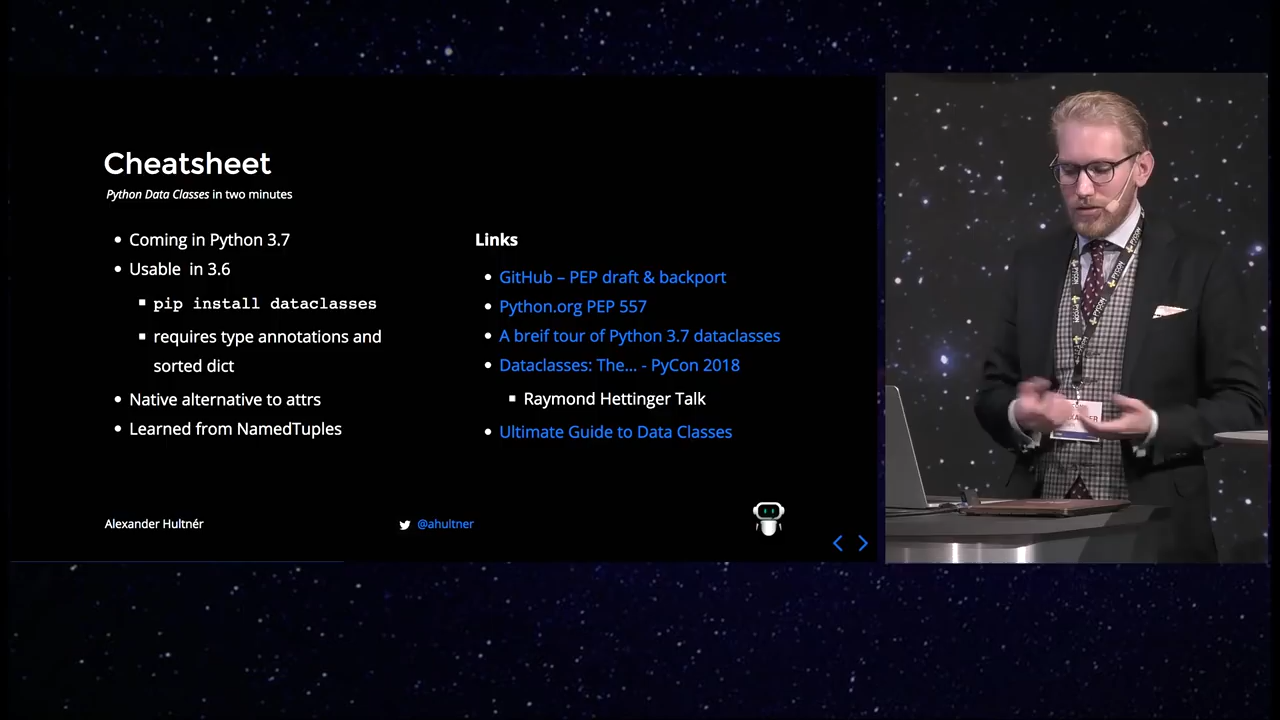 Cheatsheet
Python Data Classes in two minutes
Coming in Python 3.7
Usable in 3.6
pip install dataclasses
requires type annotations and
sorted dict
Native alternative to attrs
Learned from NamedTuples
Links
GitHub – PEP draft & backport
Python.org PEP 557
A breif tour of Python 3.7 dataclasses
Dataclasses: The... - PyCon 2018
Raymond Hettinger Talk
Ultimate Guide to Data Classes
Alexander Hultnér
@ahultner
PYCON
PYCON
PYCON